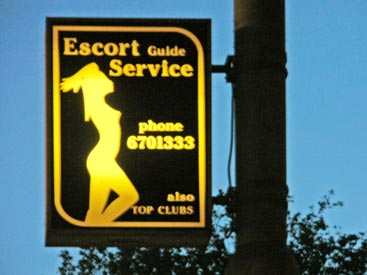 Escort Guide
Service
phone
6701333
also
TOP CLUBS